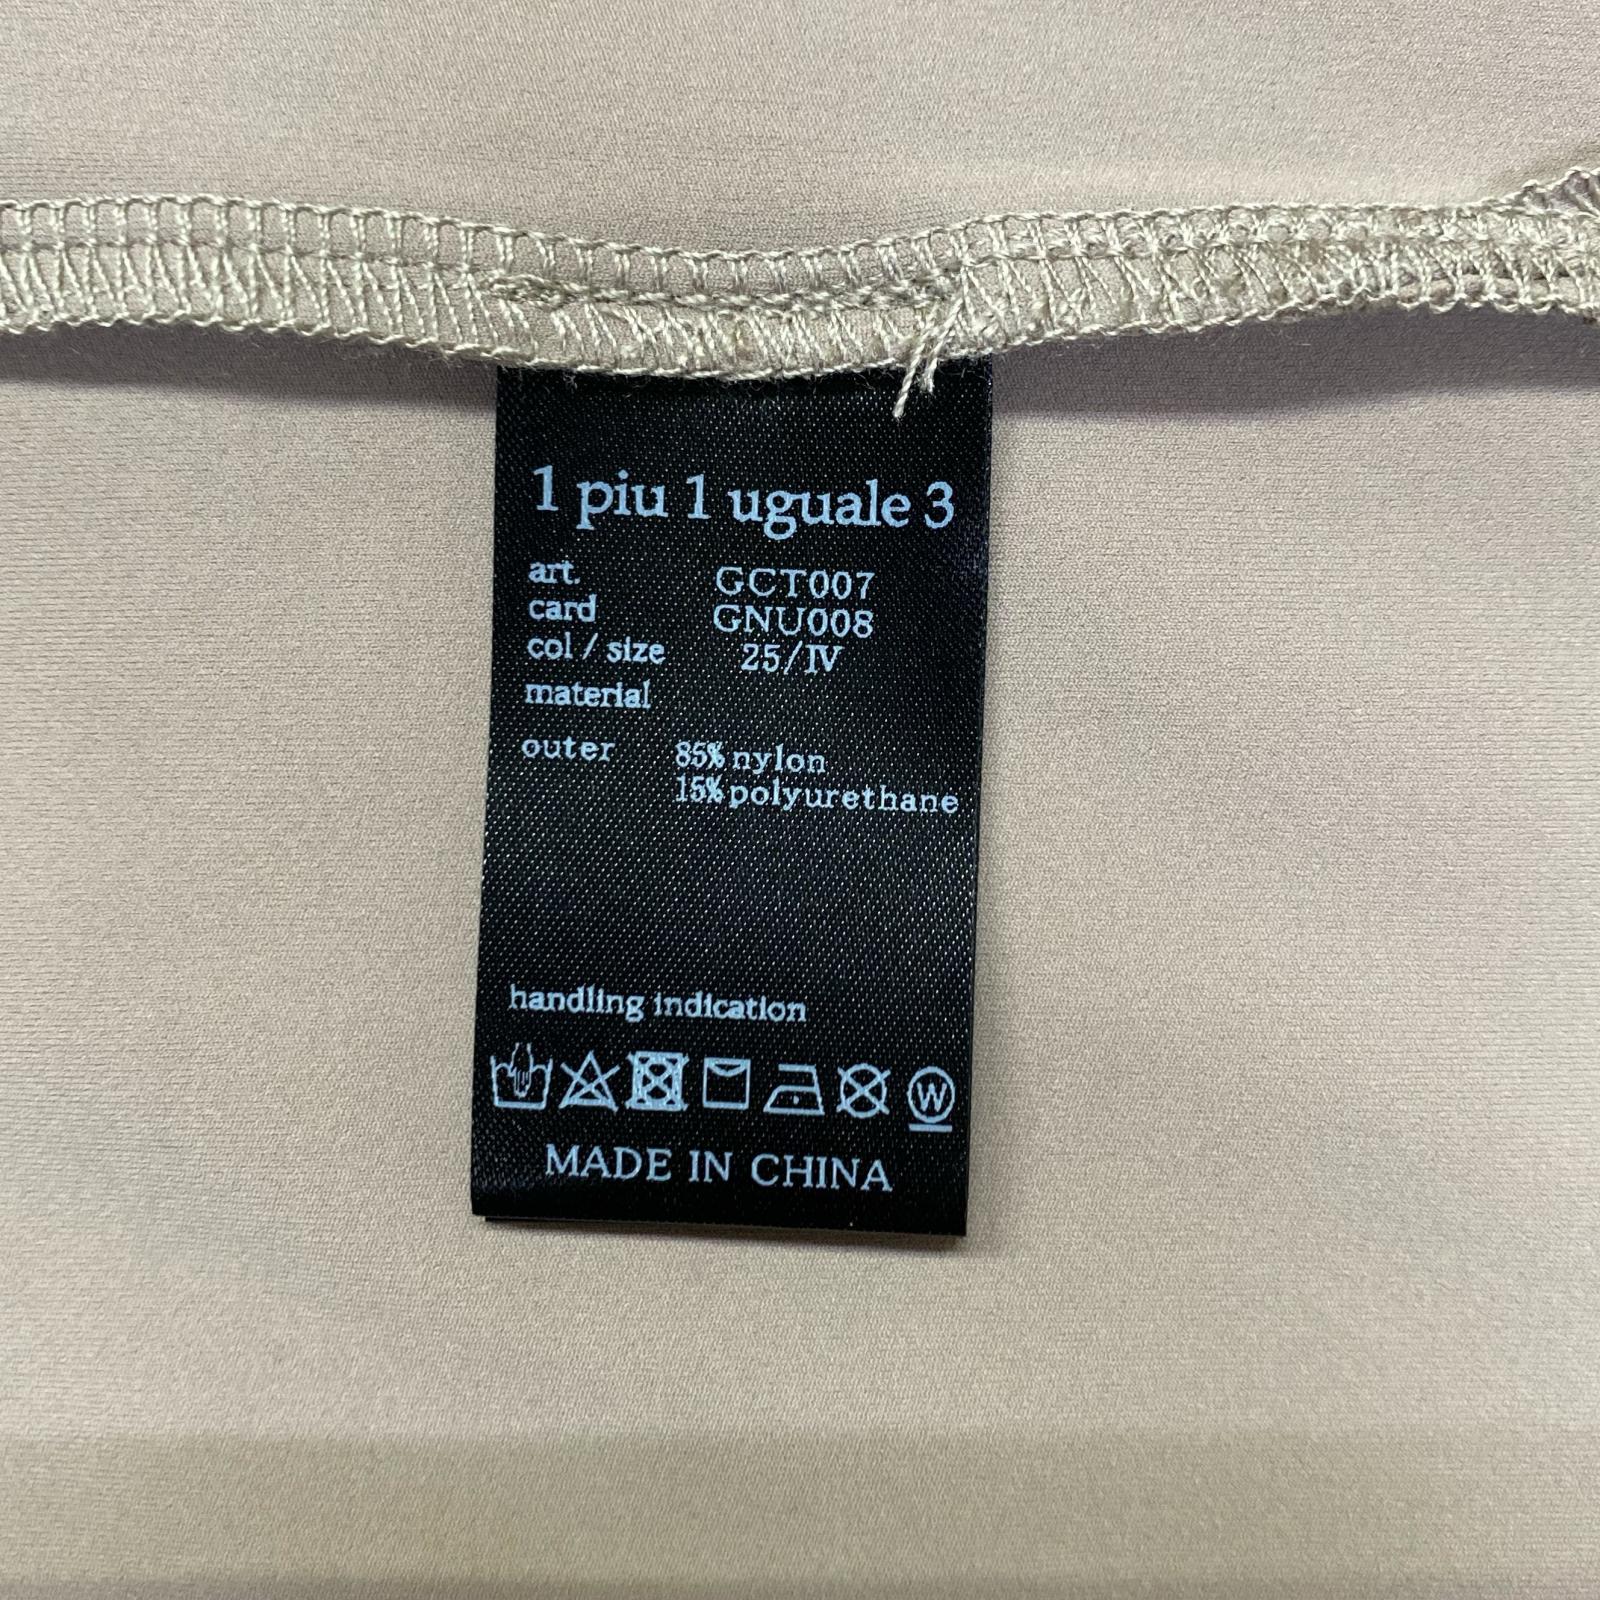 1 piu 1 uguale 3
art. GCT007
card GNU008
col / size 25/IV
material
outer 85% nylon
15% polyurethane
handling indication
W
MADE IN CHINA